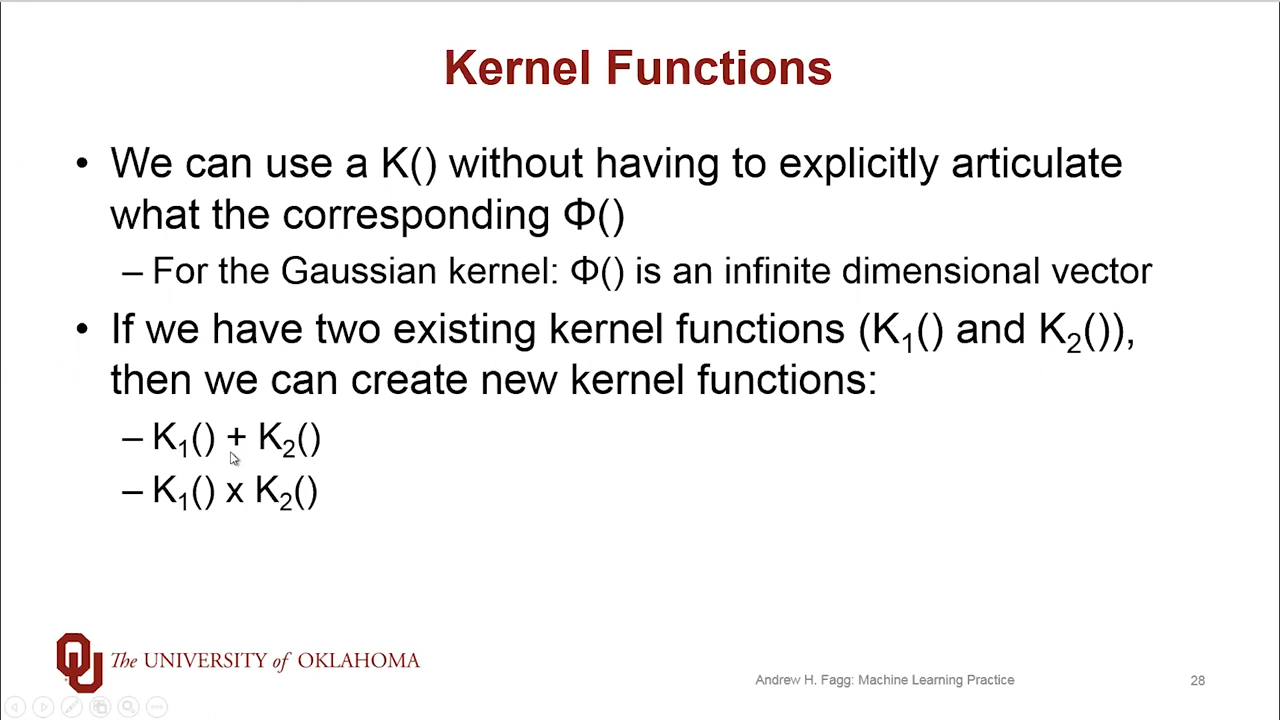 Kernel Functions
• We can use a K() without having to explicitly articulate
what the corresponding Φ()
– For the Gaussian kernel: Φ() is an infinite dimensional vector
• If we have two existing kernel functions (K₁() and K₂()),
then we can create new kernel functions:
– K₁() + K₂()
– K₁() x K₂()
The UNIVERSITY of OKLAHOMA
Andrew H. Fagg: Machine Learning Practice
28